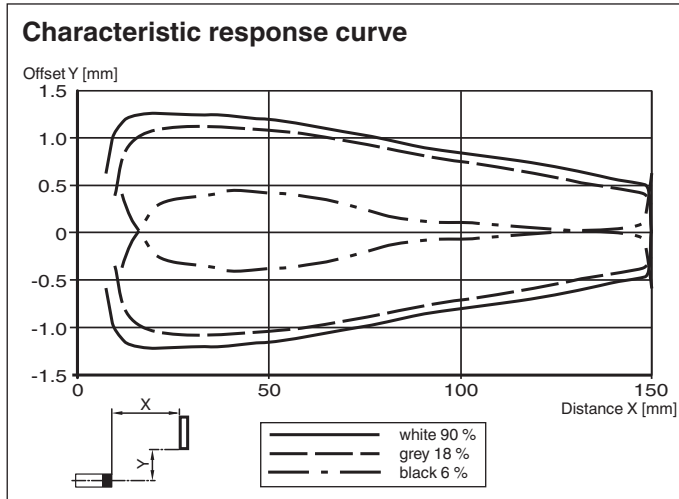 Characteristic response curve
Offset Y [mm]
1.5
1.0
0.5
0
-0.5
-1.0
-1.5
0 50 100 150
Distance X [mm]
X
Y
white 90 %
grey 18 %
black 6 %